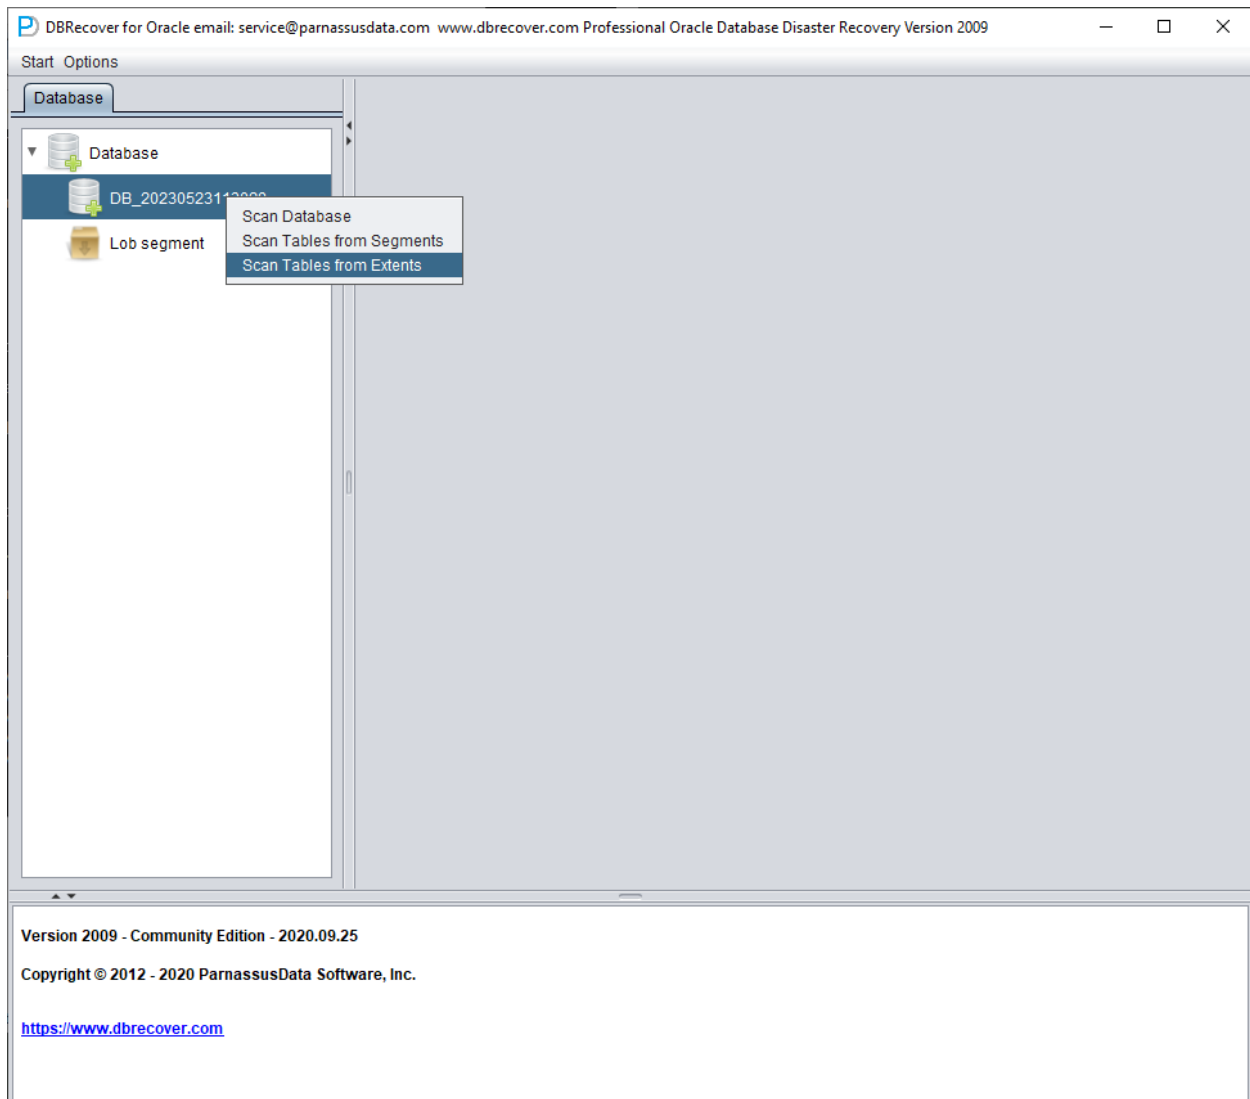 DBRecover for Oracle email: service@parnassusdata.com www.dbrecover.com Professional Oracle Database Disaster Recovery Version 2009
Start Options
Database
Database
Scan Database
Scan Tables from Segments
Lob segment
Scan Tables from Extents
Version 2009 - Community Edition - 2020.09.25
Copyright © 2012 - 2020 ParnassusData Software, Inc.
https://www.dbrecover.com